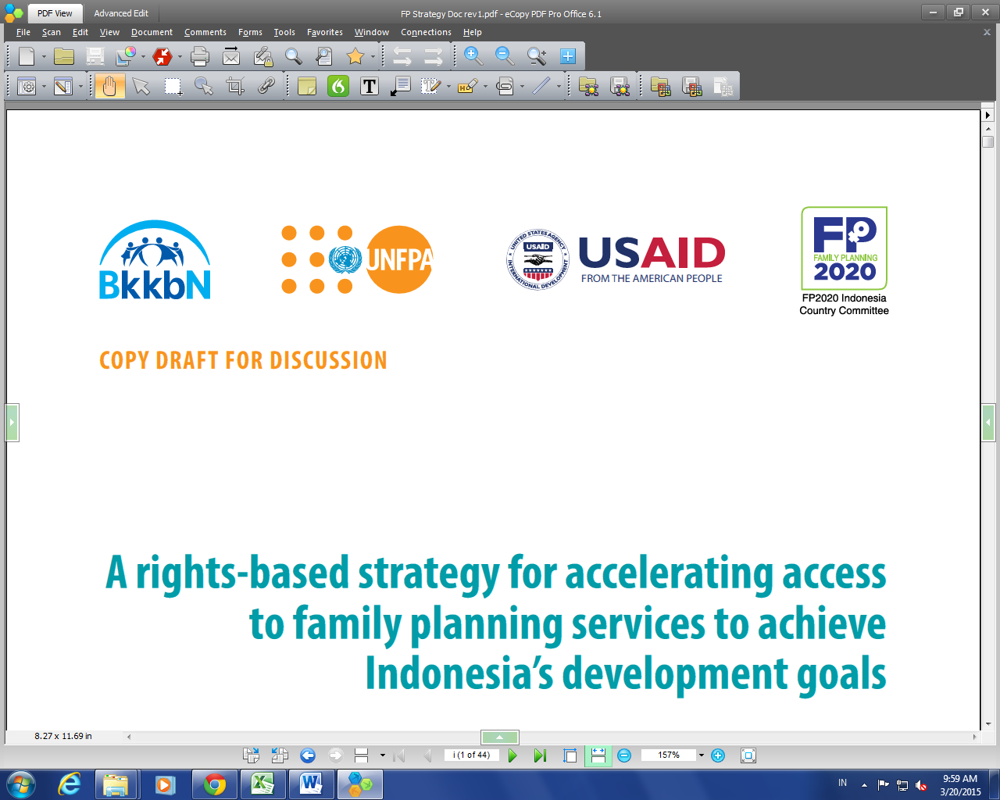 PDF View
Advanced Edit
FP Strategy Doc rev1.pdf - eCopy PDF Pro Office 6.1
File Scan Edit View Document Comments Forms Tools Favorites Window Connections Help
BkkbN
UNFPA
UNITED STATES AGENCY
USAID
INTERNATIONAL DEVELOPMENT
USAID
FROM THE AMERICAN PEOPLE
FP
FAMILY PLANNING
2020
FP2020 Indonesia
Country Committee
COPY DRAFT FOR DISCUSSION
A rights-based strategy for accelerating access
to family planning services to achieve
Indonesia's development goals
8.27 x 11.69 in
i (1 of 44)
157%
IN
9:59 AM
3/20/2015